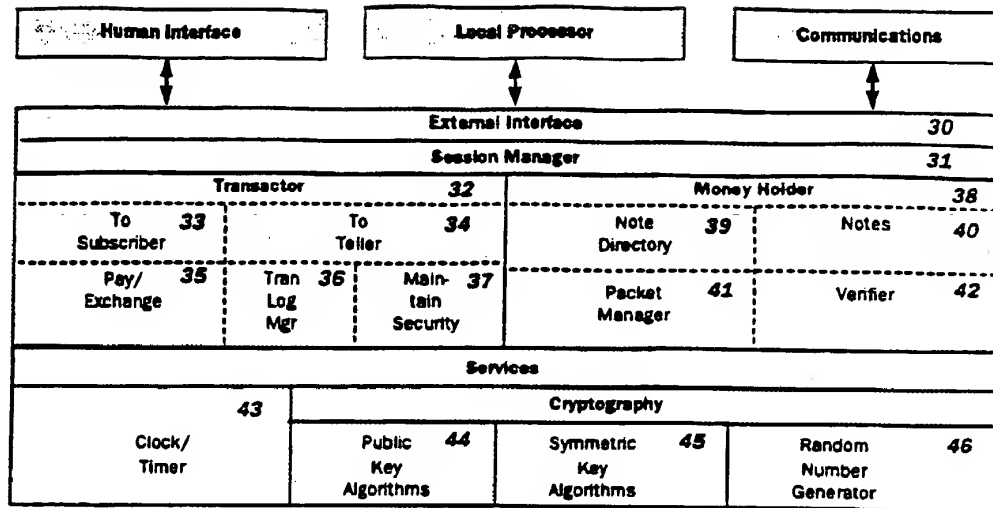 Human Interface
Local Processor
Communications
External Interface 30
Session Manager 31
Transactor 32
Money Holder 38
To 33
Subscriber
To 34
Teller
Note 39
Directory
Notes 40
Pay/ 35
Exchange
Tran 36
Log
Mgr
Main- 37
tain
Security
Packet 41
Manager
Verifier 42
Services
43
Clock/
Timer
Cryptography
Public 44
Key
Algorithms
Symmetric 45
Key
Algorithms
Random 46
Number
Generator